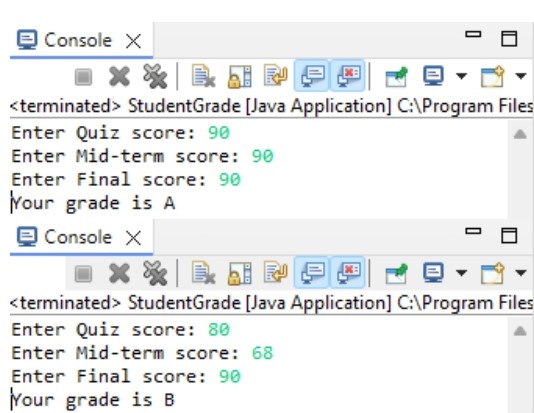 Console
<terminated> StudentGrade [Java Application] C:\Program Files
Enter Quiz score: 90
Enter Mid-term score: 90
Enter Final score: 90
Your grade is A
Console
<terminated> StudentGrade [Java Application] C:\Program Files
Enter Quiz score: 80
Enter Mid-term score: 68
Enter Final score: 90
Your grade is B